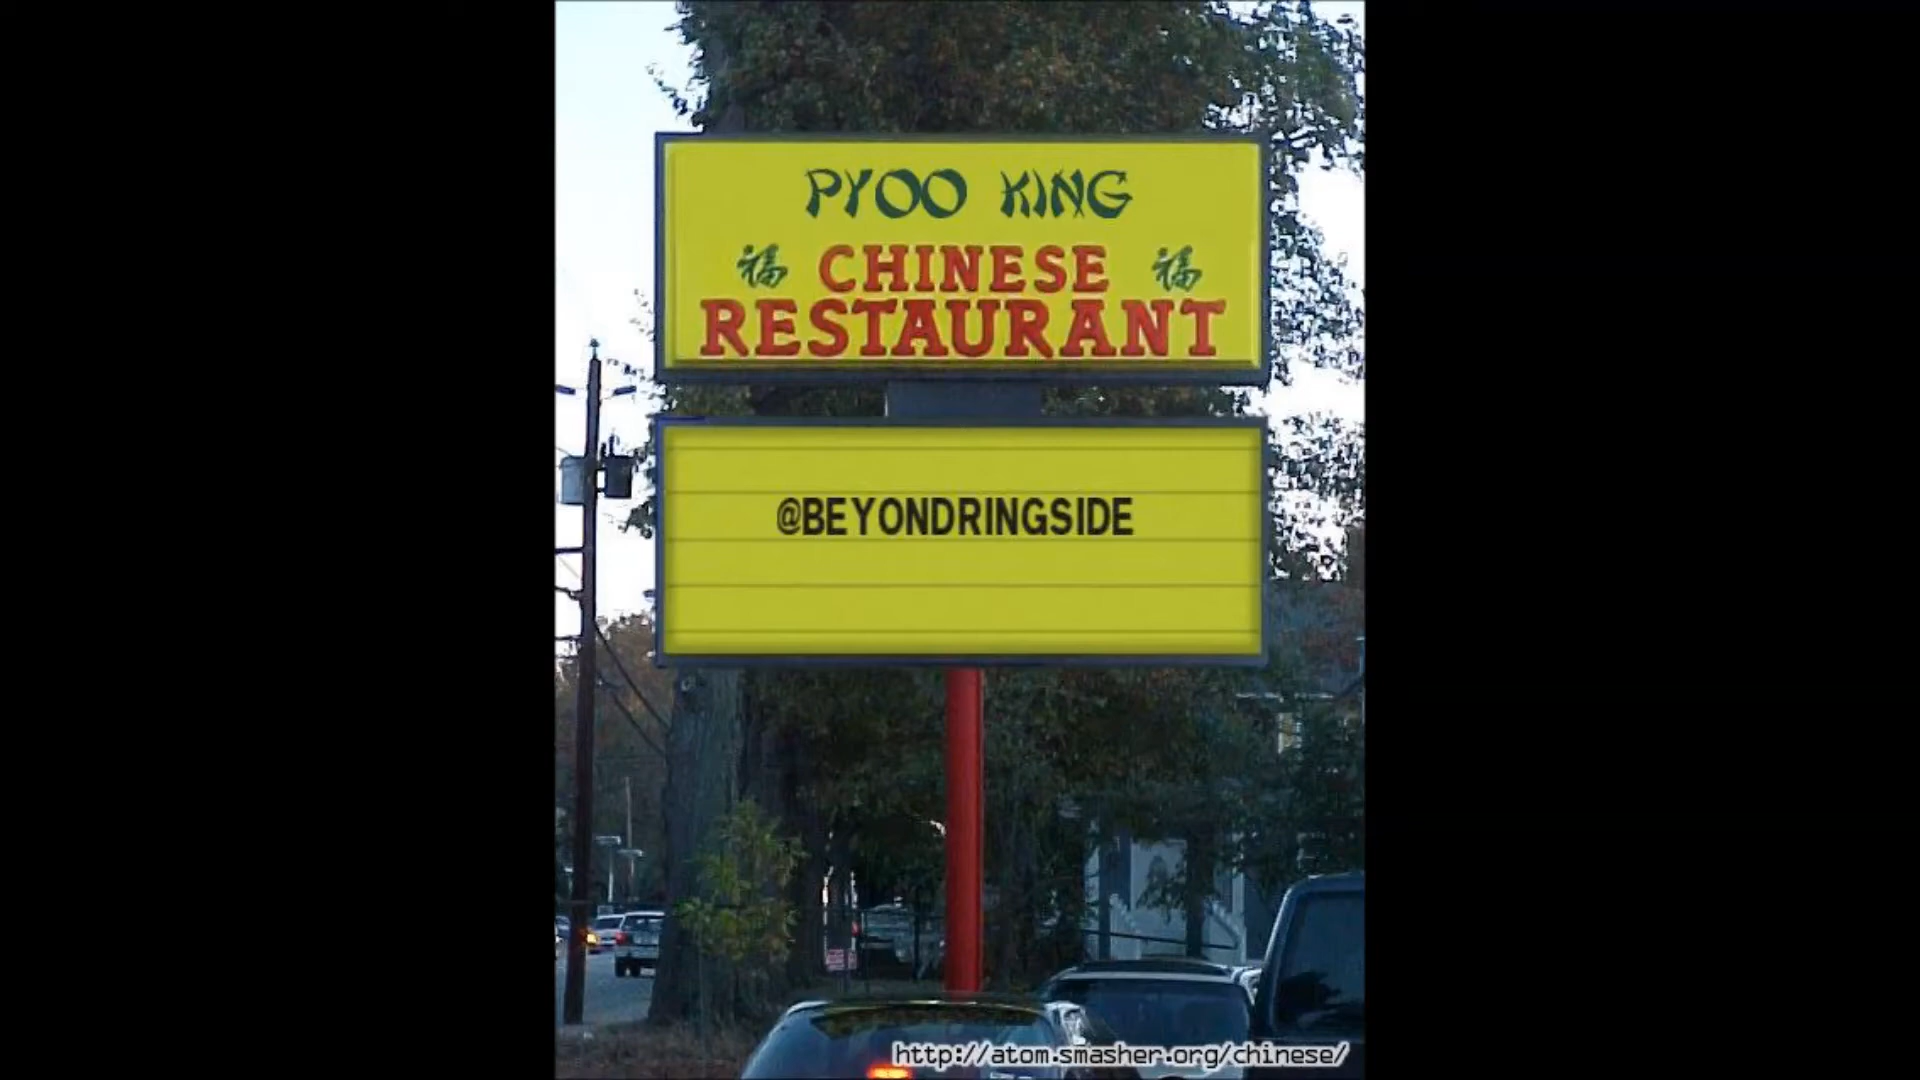 PYOO KING
福 CHINESE 福
RESTAURANT
@BEYONDRINGSIDE
http://atom.smasher.org/chinese/